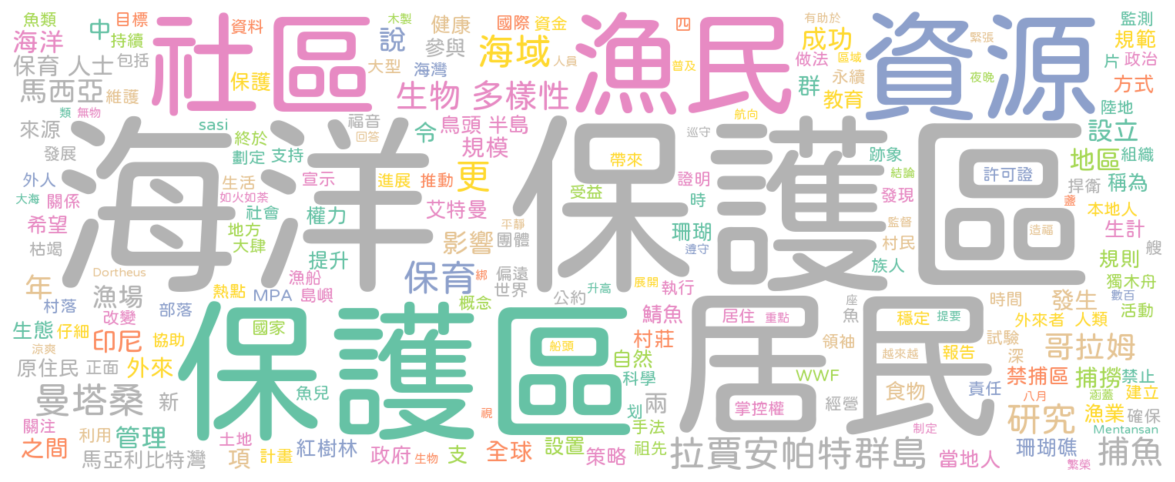 魚類 中 目標 資料 社區 木製 健康 國際 資金 四 漁民 有助於 成功 緊張 資源 監測
海洋 持續 說 參與 海域 人員 做法 區域 規範
保育 人士 包括 保護 大型 海灣 普及 群 永續 片 政治
馬西亞 維護 生物 多樣性 教育 夜晚 方式
類 無物 sasi 福音 令 鳥頭 半島 航向 巡守 陸地
來源 終於 回答 規模 設立
發展 劃定 支持 海洋 保護區 帶來 跡象 地區 組織
外人 生活 宣示 進展 推動 更 受益 證明 結論 許可證 捍衛 稱為
大海 關係 如火如荼 時 發現 盞
希望 社會 權力 艾特曼 珊瑚 監督 造福 本地人
枯竭 地方 大肆 提升 影響 平靜 團體 遵守 村民 生計
Dortheus 漁船 保育 綁 偏遠 族人 規則 艘
年 漁場 熱點 MPA 島嶼 概念 世界 升高 展開 執行 獨木舟
村落 改變 部落 公約 座 時間 發生 數百
生態 仔細 保護區 國家 船頭 鯖魚 居住 重點 居民 魚 穩定 提要 外來者 人類 活動
涼爽 印尼 協助 村莊 領袖 試驗
原住民 正面 外來 自然 越來越 報告 深 哥拉姆
曼塔桑 新 魚兒 科學 WWF 食物 責任 禁捕區 捕撈 禁止
關注 划 兩 掌控權 經營 八月 涵蓋 建立
之間 利用 管理 土地 紅樹林 手法 視 制定 研究 漁業 確保
馬亞利比特灣 項 計畫 政府 生物 支 全球 設置 祖先 策略 拉賈安帕特群島 當地人 珊瑚礁 Mentansan 捕魚
繁榮